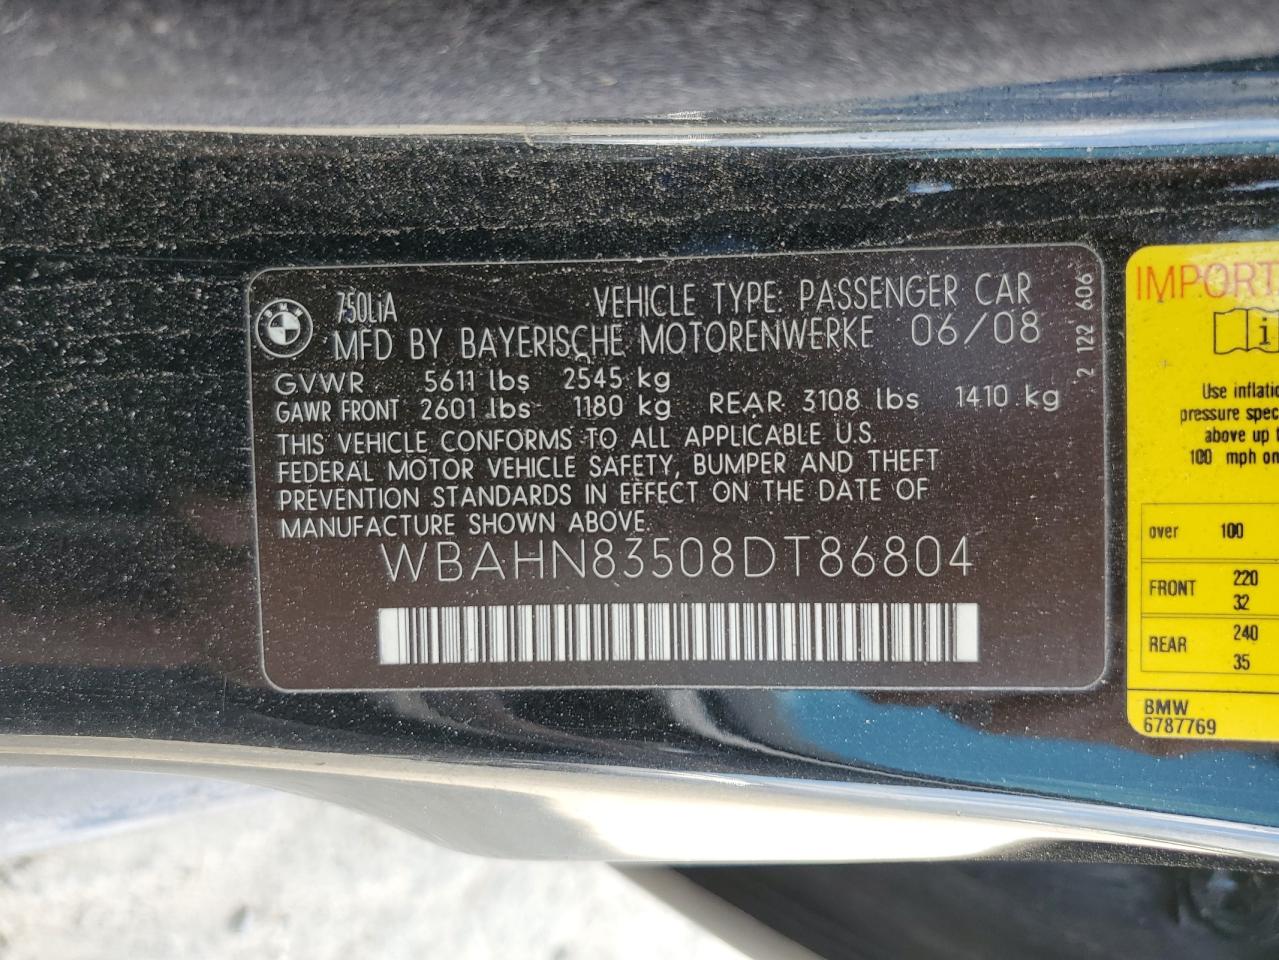 BMW
750LiA VEHICLE TYPE. PASSENGER CAR
MFD BY BAYERISCHE MOTORENWERKE 06/08
GVWR 5611 lbs 2545 kg
GAWR FRONT 2601 lbs 1180 kg REAR 3108 lbs 1410 kg
THIS VEHICLE CONFORMS TO ALL APPLICABLE U.S.
FEDERAL MOTOR VEHICLE SAFETY, BUMPER AND THEFT
PREVENTION STANDARDS IN EFFECT ON THE DATE OF
MANUFACTURE SHOWN ABOVE.
WBAHN83508DT86804
2 122 606
IMPORT
Use inflatio
pressure spec
above up t
100 mph on
over 100
FRONT 220
32
REAR 240
35
BMW
6787769